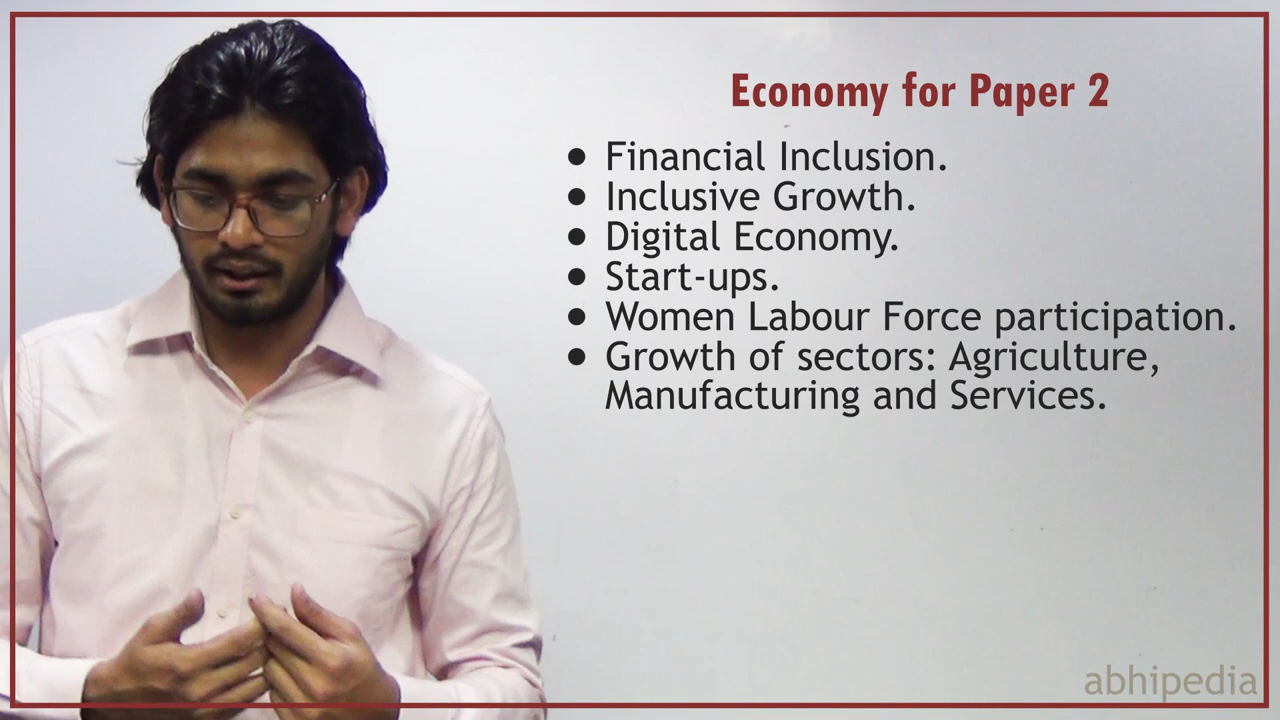 Economy for Paper 2
● Financial Inclusion.
● Inclusive Growth.
● Digital Economy.
● Start-ups.
● Women Labour Force participation.
● Growth of sectors: Agriculture,
Manufacturing and Services.
abhipedia